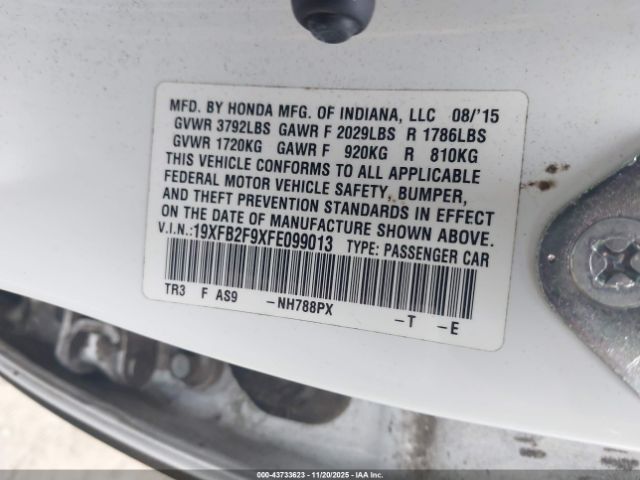 MFD. BY HONDA MFG. OF INDIANA, LLC 08/'15
GVWR 3792LBS GAWR F 2029LBS R 1786LBS
GVWR 1720KG GAWR F 920KG R 810KG
THIS VEHICLE CONFORMS TO ALL APPLICABLE
FEDERAL MOTOR VEHICLE SAFETY, BUMPER,
AND THEFT PREVENTION STANDARDS IN EFFECT
ON THE DATE OF MANUFACTURE SHOWN ABOVE.
V.I.N.:19XFB2F9XFE099013 TYPE: PASSENGER CAR
TR3 F AS9 -NH788PX -T -E
000-43733623 - 11/20/2025 - IAAI.COM